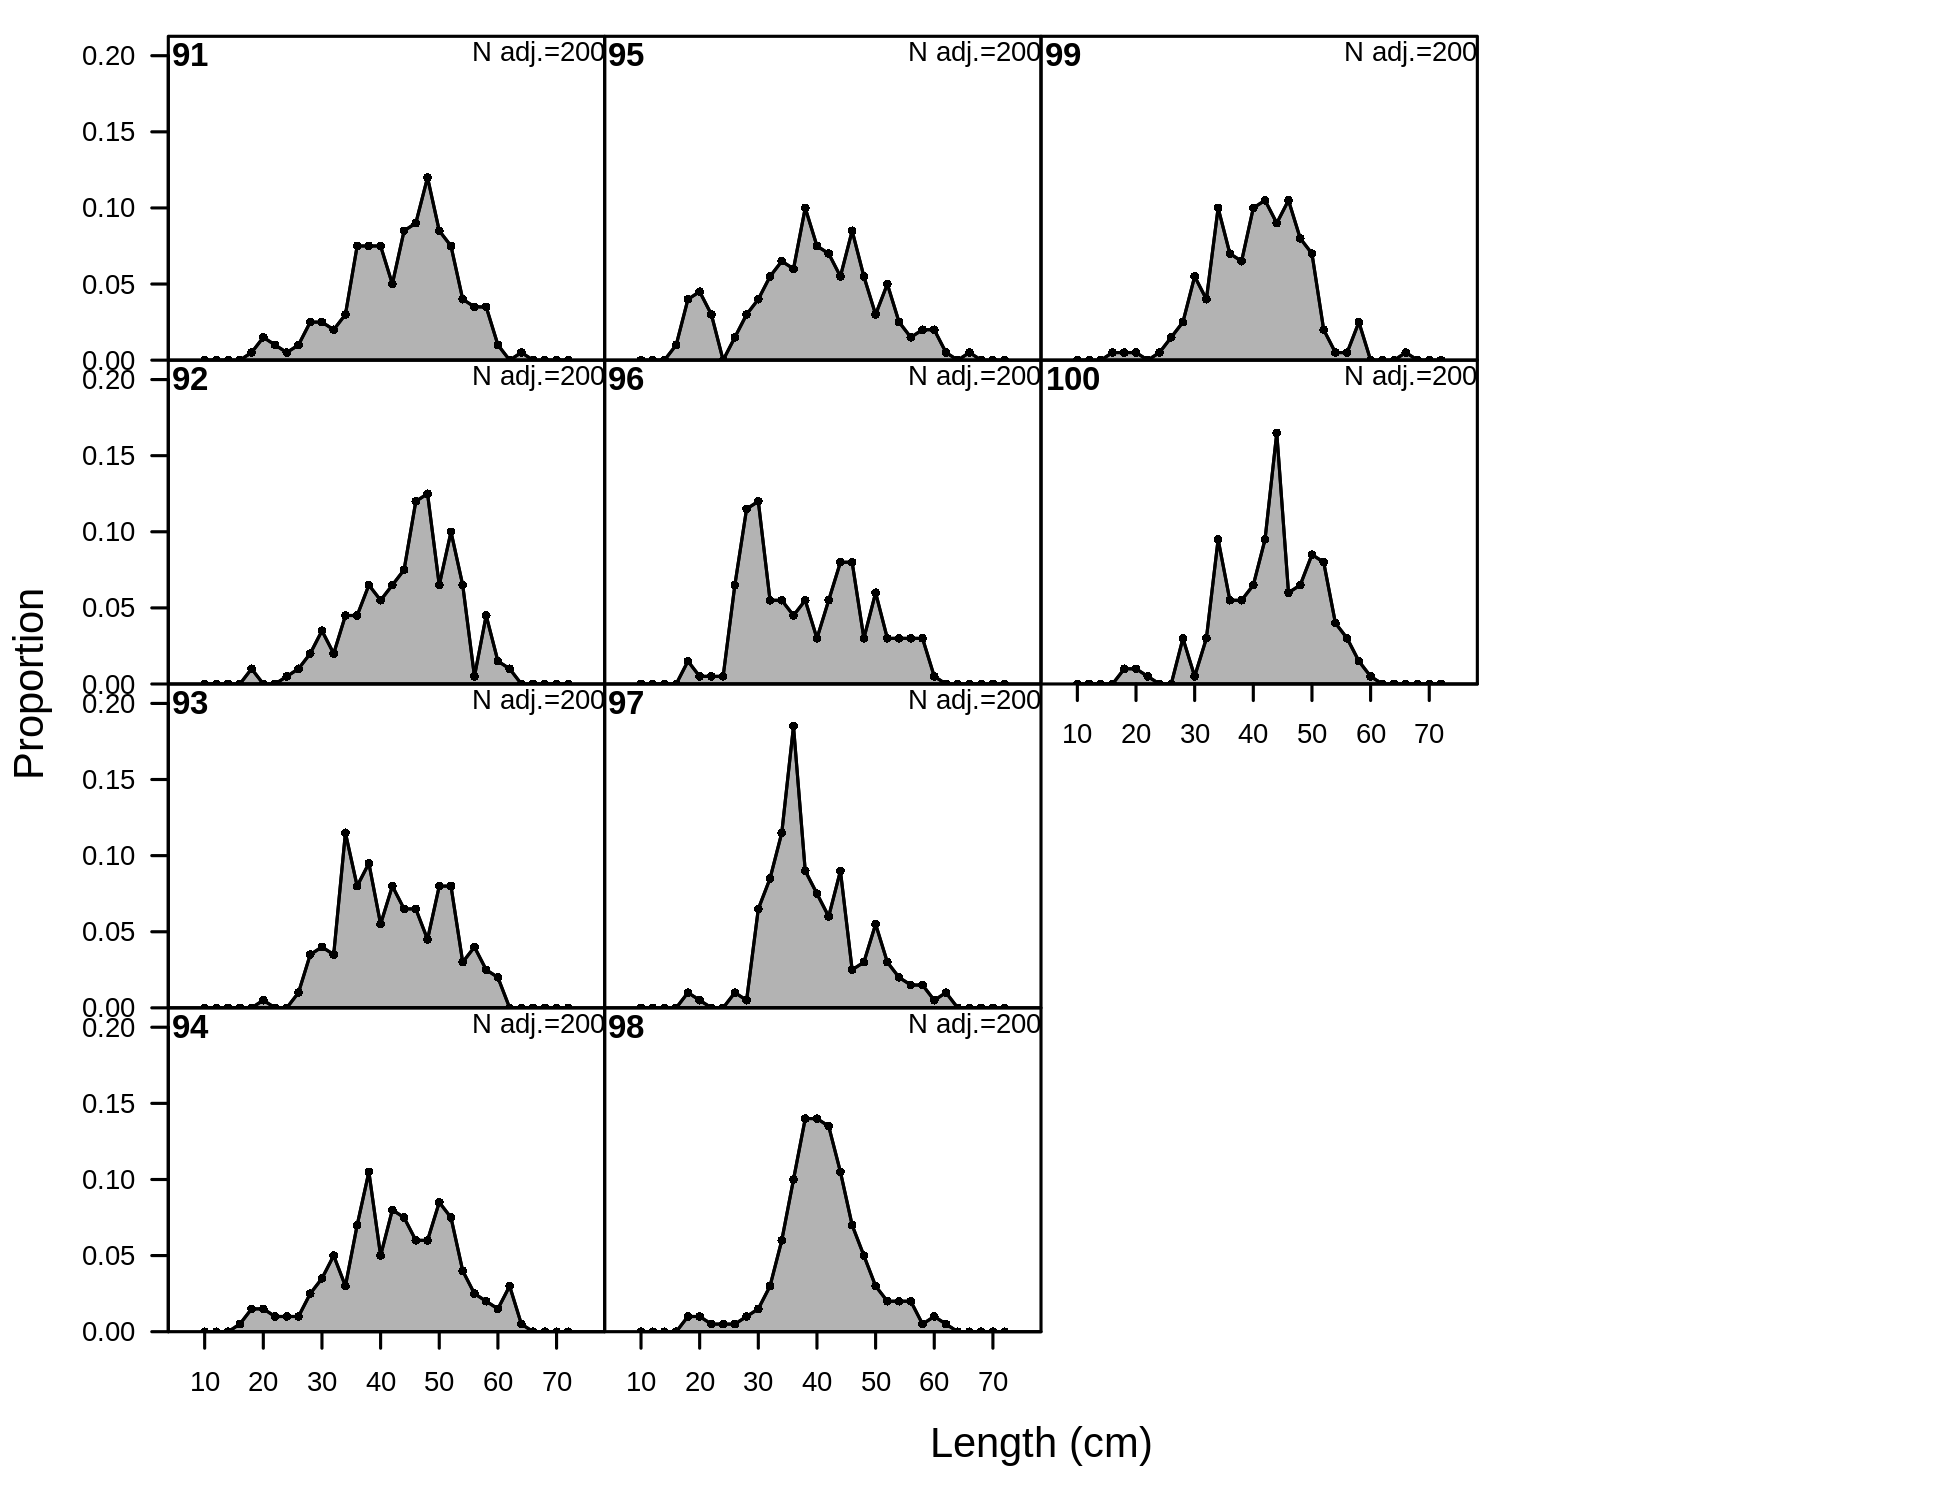 Proportion
0.20
0.15
0.10
0.05
0.00
91 N adj.=200
95 N adj.=200
99 N adj.=200
0.20
0.15
0.10
0.05
0.00
92 N adj.=200
96 N adj.=200
100 N adj.=200
10 20 30 40 50 60 70
0.20
0.15
0.10
0.05
0.00
93 N adj.=200
97 N adj.=200
0.20
0.15
0.10
0.05
0.00
94 N adj.=200
98 N adj.=200
10 20 30 40 50 60 70
10 20 30 40 50 60 70
Length (cm)